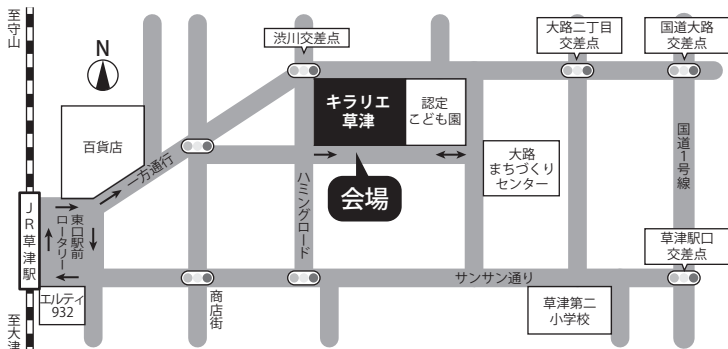 至守山
N
渋川交差点
大路二丁目
交差点
国道大路
交差点
キラリエ
草津
認定
こども園
百貨店
一方通行
会場
大路
まちづくり
センター
国道1号線
ハミングロード
JR草津駅
東口駅前
ロータリー
草津駅口
交差点
サンサン通り
エルティ
932
商店街
草津第二
小学校
至大津